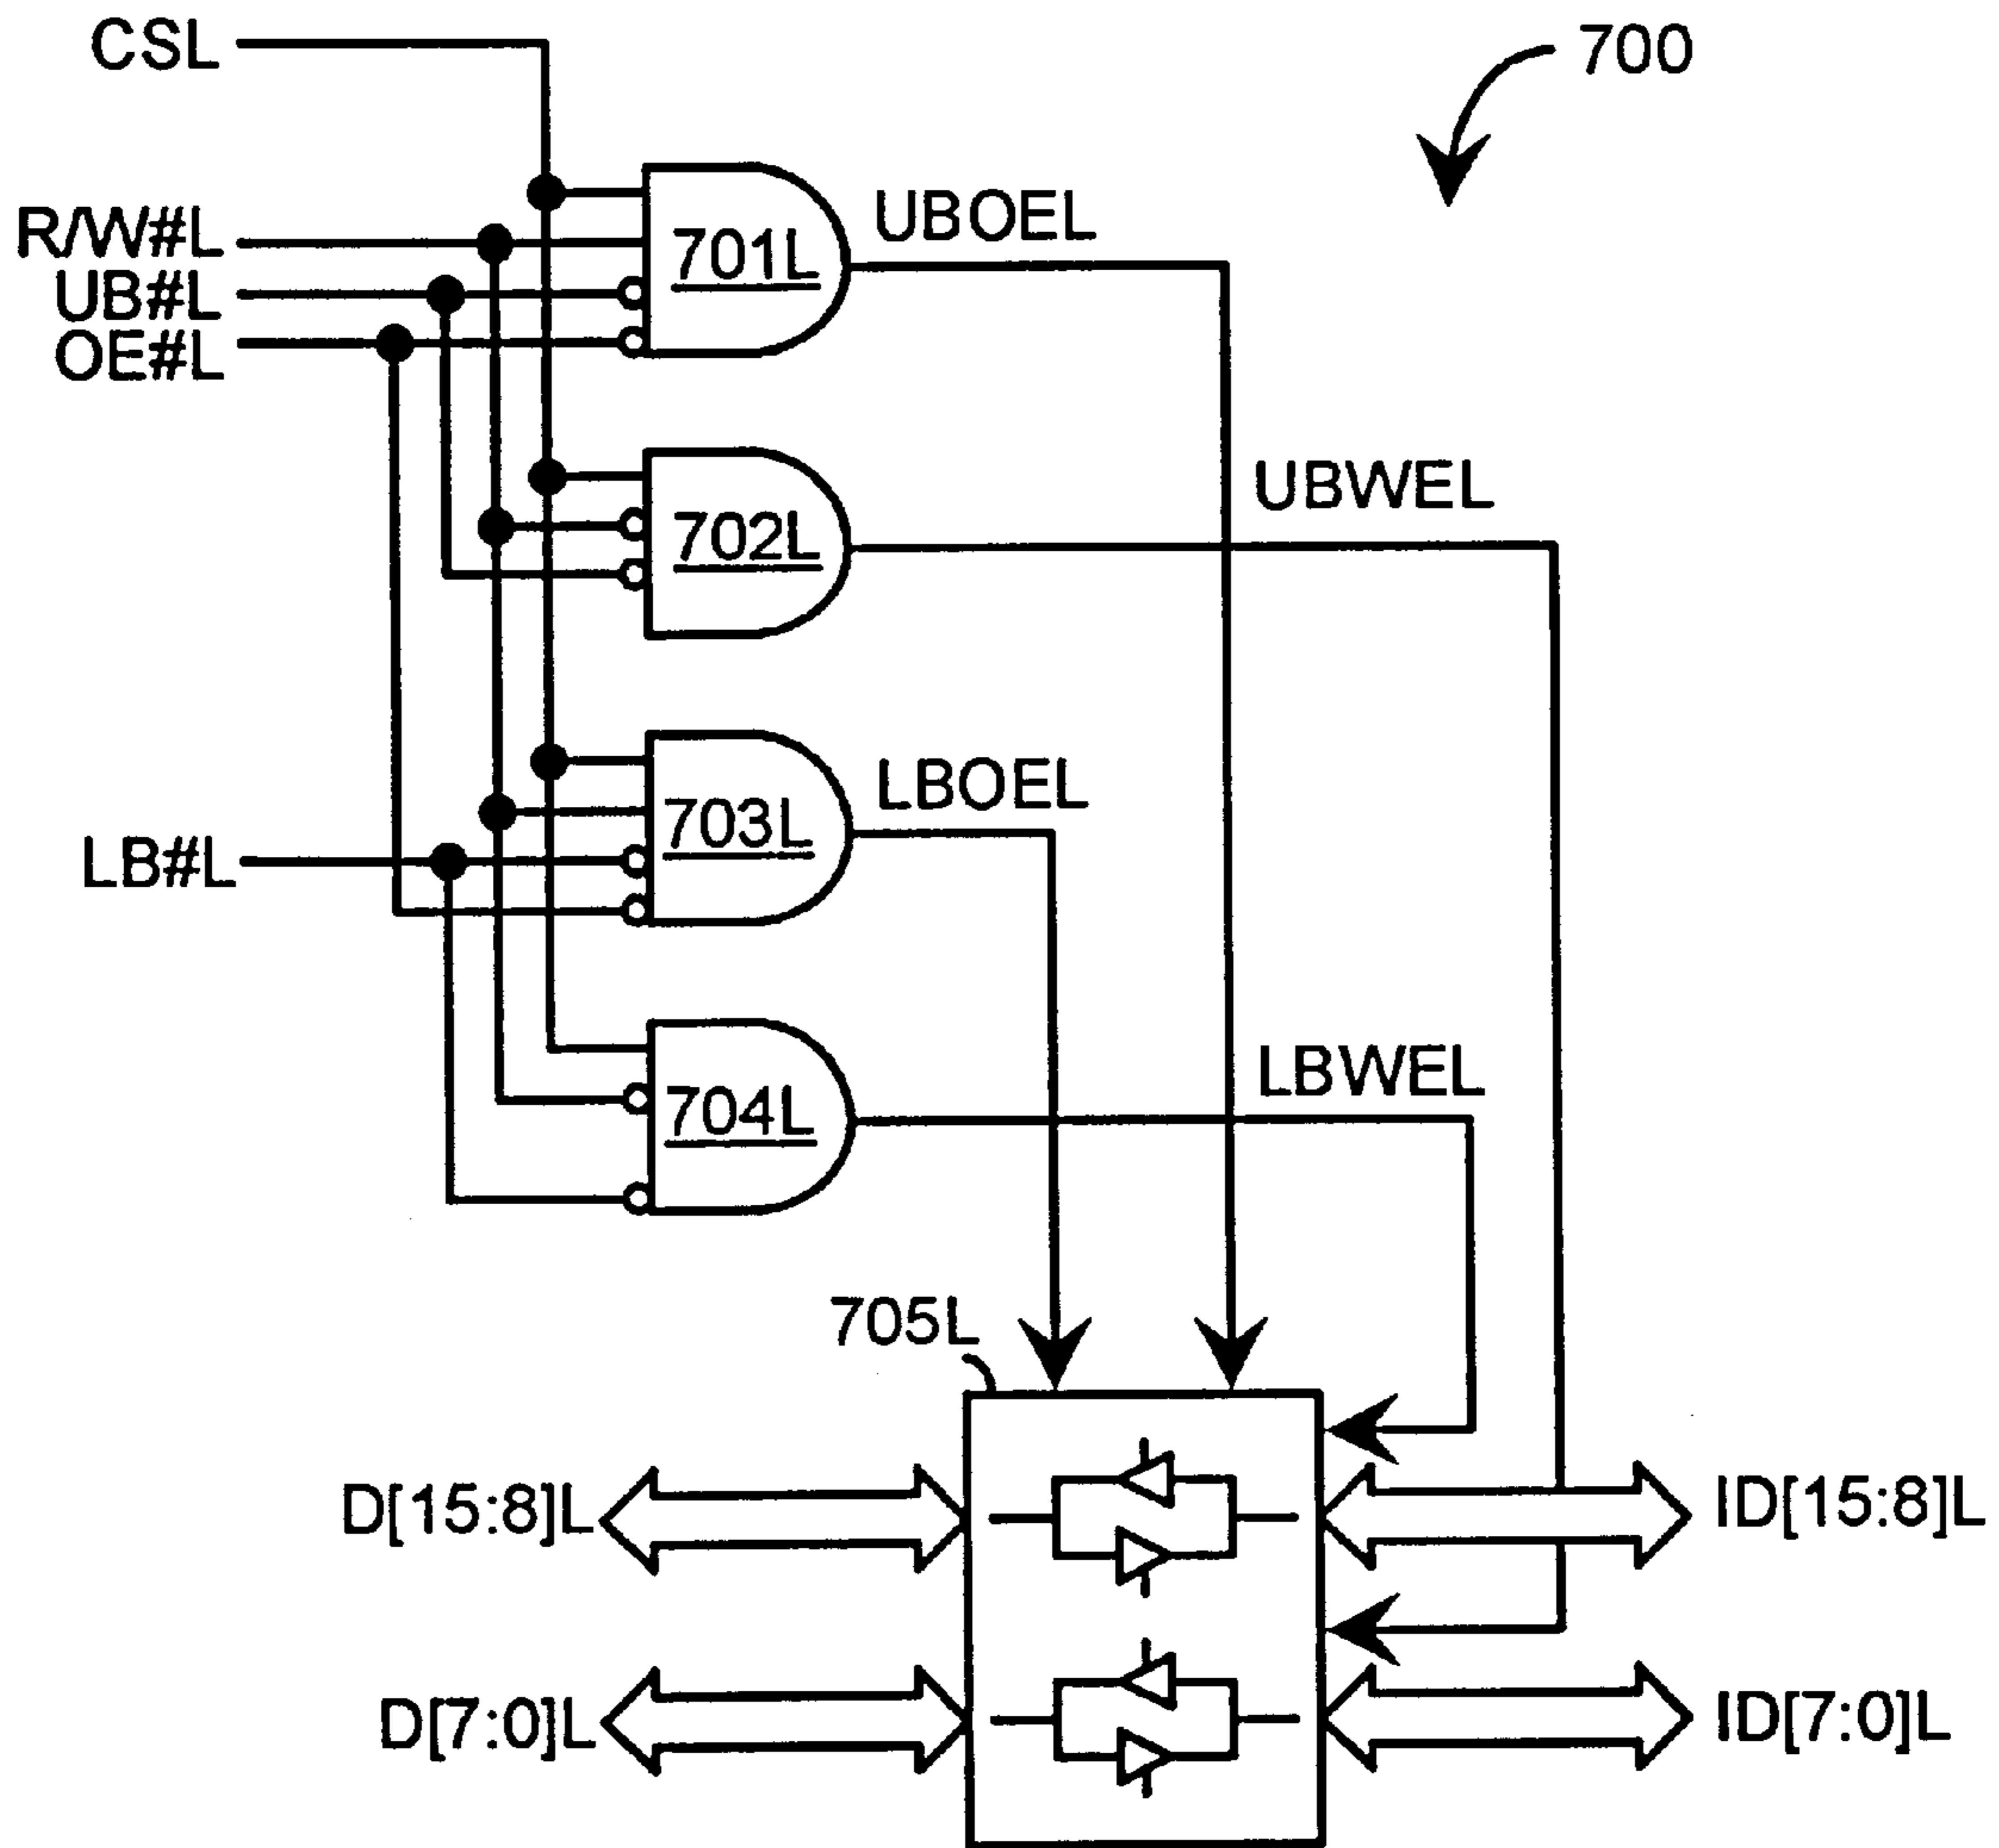 CSL
700
R/W#L
UB#L
OE#L
701L
UBOEL
702L
UBWEL
703L
LBOEL
LB#L
704L
LBWEL
705L
D[15:8]L
ID[15:8]L
D[7:0]L
ID[7:0]L